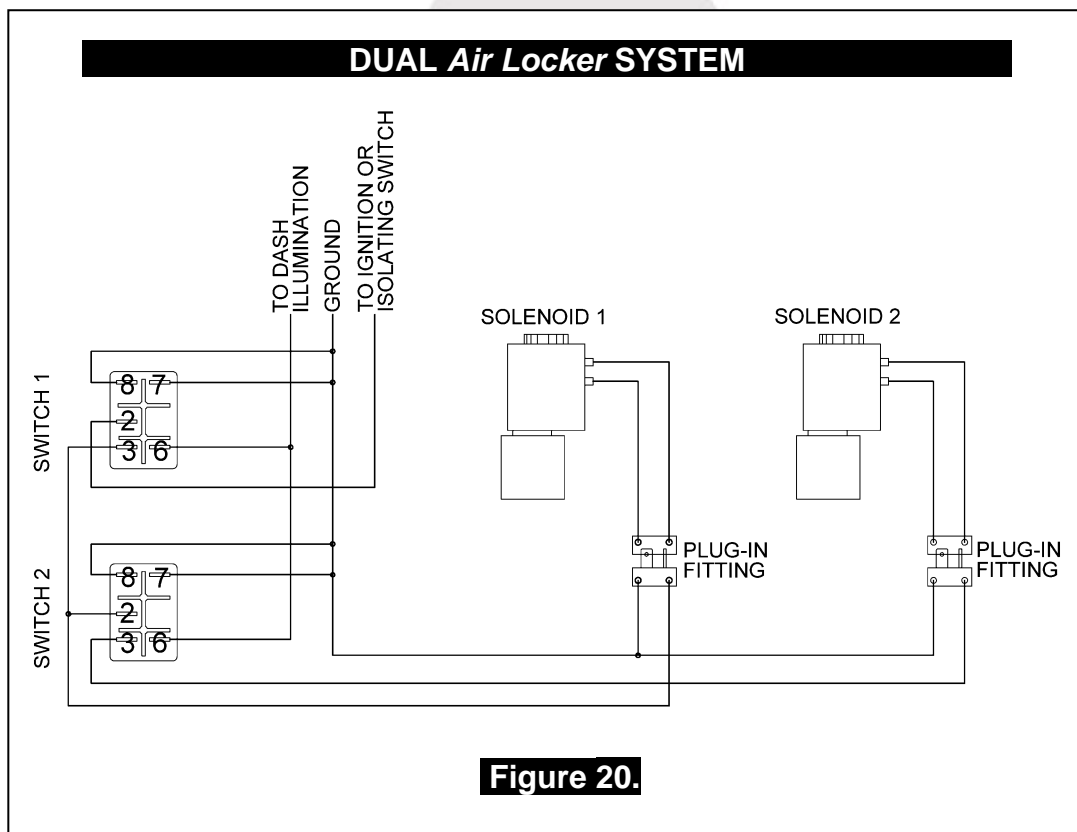 DUAL Air Locker SYSTEM
TO DASH
ILLUMINATION
GROUND
TO IGNITION OR
ISOLATING SWITCH
SOLENOID 1
SOLENOID 2
SWITCH 1
8 7
2
3 6
PLUG-IN
FITTING
PLUG-IN
FITTING
SWITCH 2
8 7
2
3 6
Figure 20.